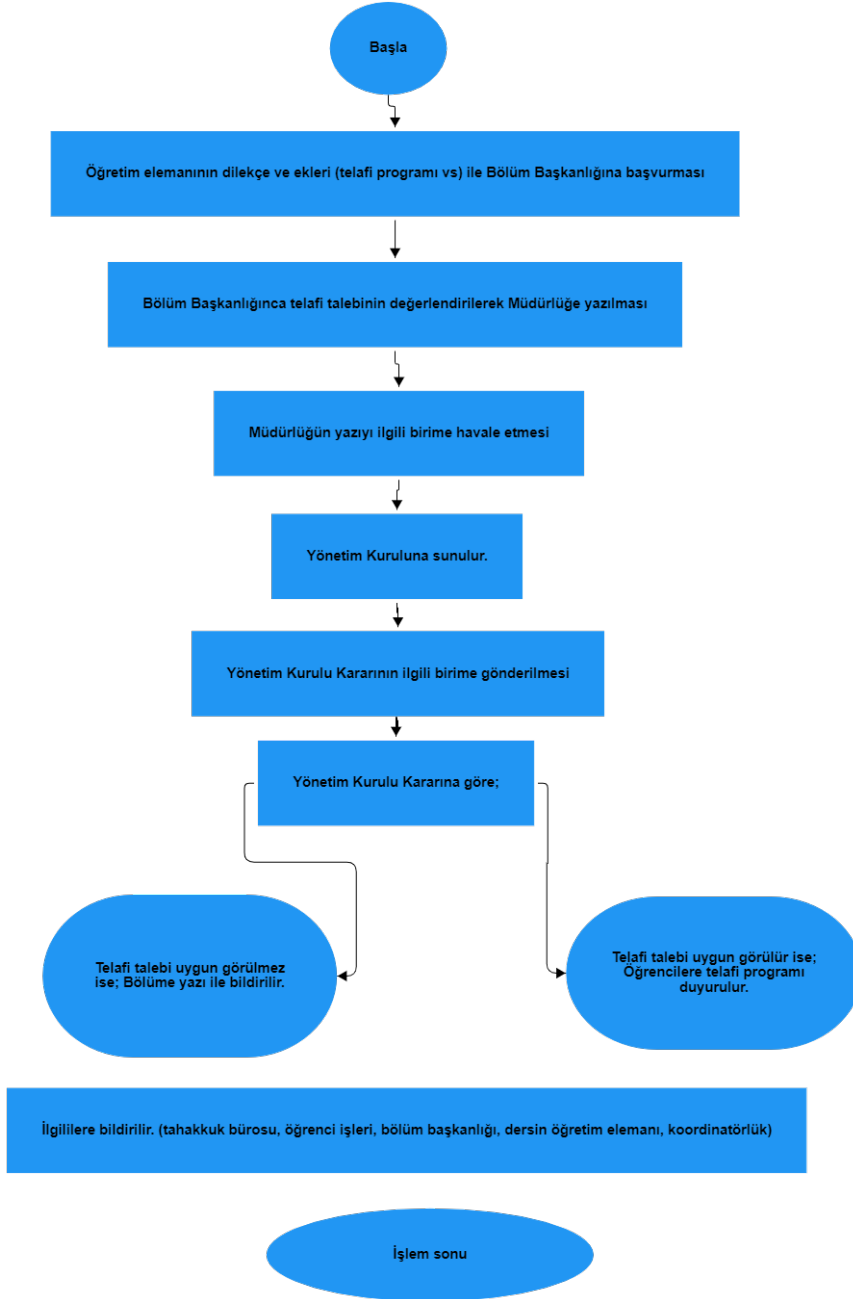 Başla
Öğretim elemanının dilekçe ve ekleri (telafi programı vs) ile Bölüm Başkanlığına başvurması
Bölüm Başkanlığınca telafi talebinin değerlendirilerek Müdürlüğe yazılması
Müdürlüğün yazıyı ilgili birime havale etmesi
Yönetim Kuruluna sunulur.
Yönetim Kurulu Kararının ilgili birime gönderilmesi
Yönetim Kurulu Kararına göre;
Telafi talebi uygun görülmez
ise; Bölüme yazı ile bildirilir.
Telafi talebi uygun görülür ise;
Öğrencilere telafi programı
duyurulur.
İlgililere bildirilir. (tahakkuk bürosu, öğrenci işleri, bölüm başkanlığı, dersin öğretim elemanı, koordinatörlük)
İşlem sonu